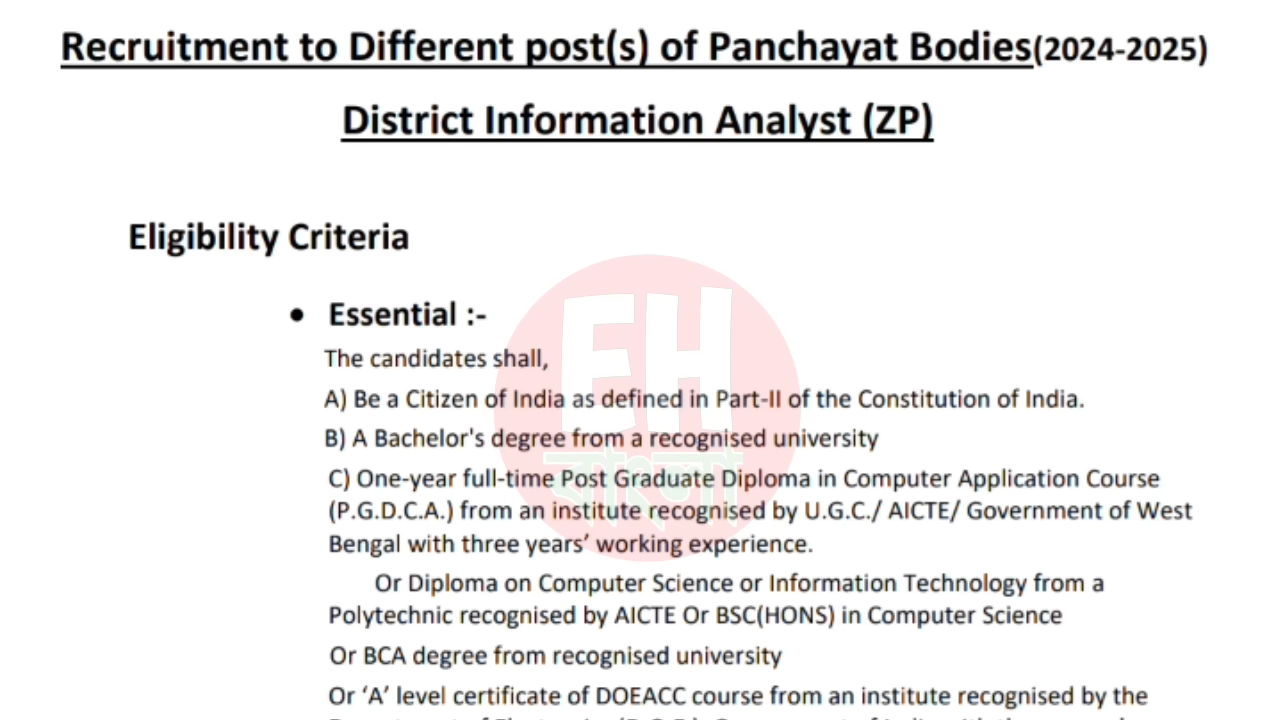 Recruitment to Different post(s) of Panchayat Bodies(2024-2025)
District Information Analyst (ZP)
Eligibility Criteria
• Essential :-
The candidates shall,
A) Be a Citizen of India as defined in Part-II of the Constitution of India.
B) A Bachelor's degree from a recognised university
C) One-year full-time Post Graduate Diploma in Computer Application Course
(P.G.D.C.A.) from an institute recognised by U.G.C./ AICTE/ Government of West
Bengal with three years’ working experience.
Or Diploma on Computer Science or Information Technology from a
Polytechnic recognised by AICTE Or BSC(HONS) in Computer Science
Or BCA degree from recognised university
Or ‘A’ level certificate of DOEACC course from an institute recognised by the
EH
বাংলা